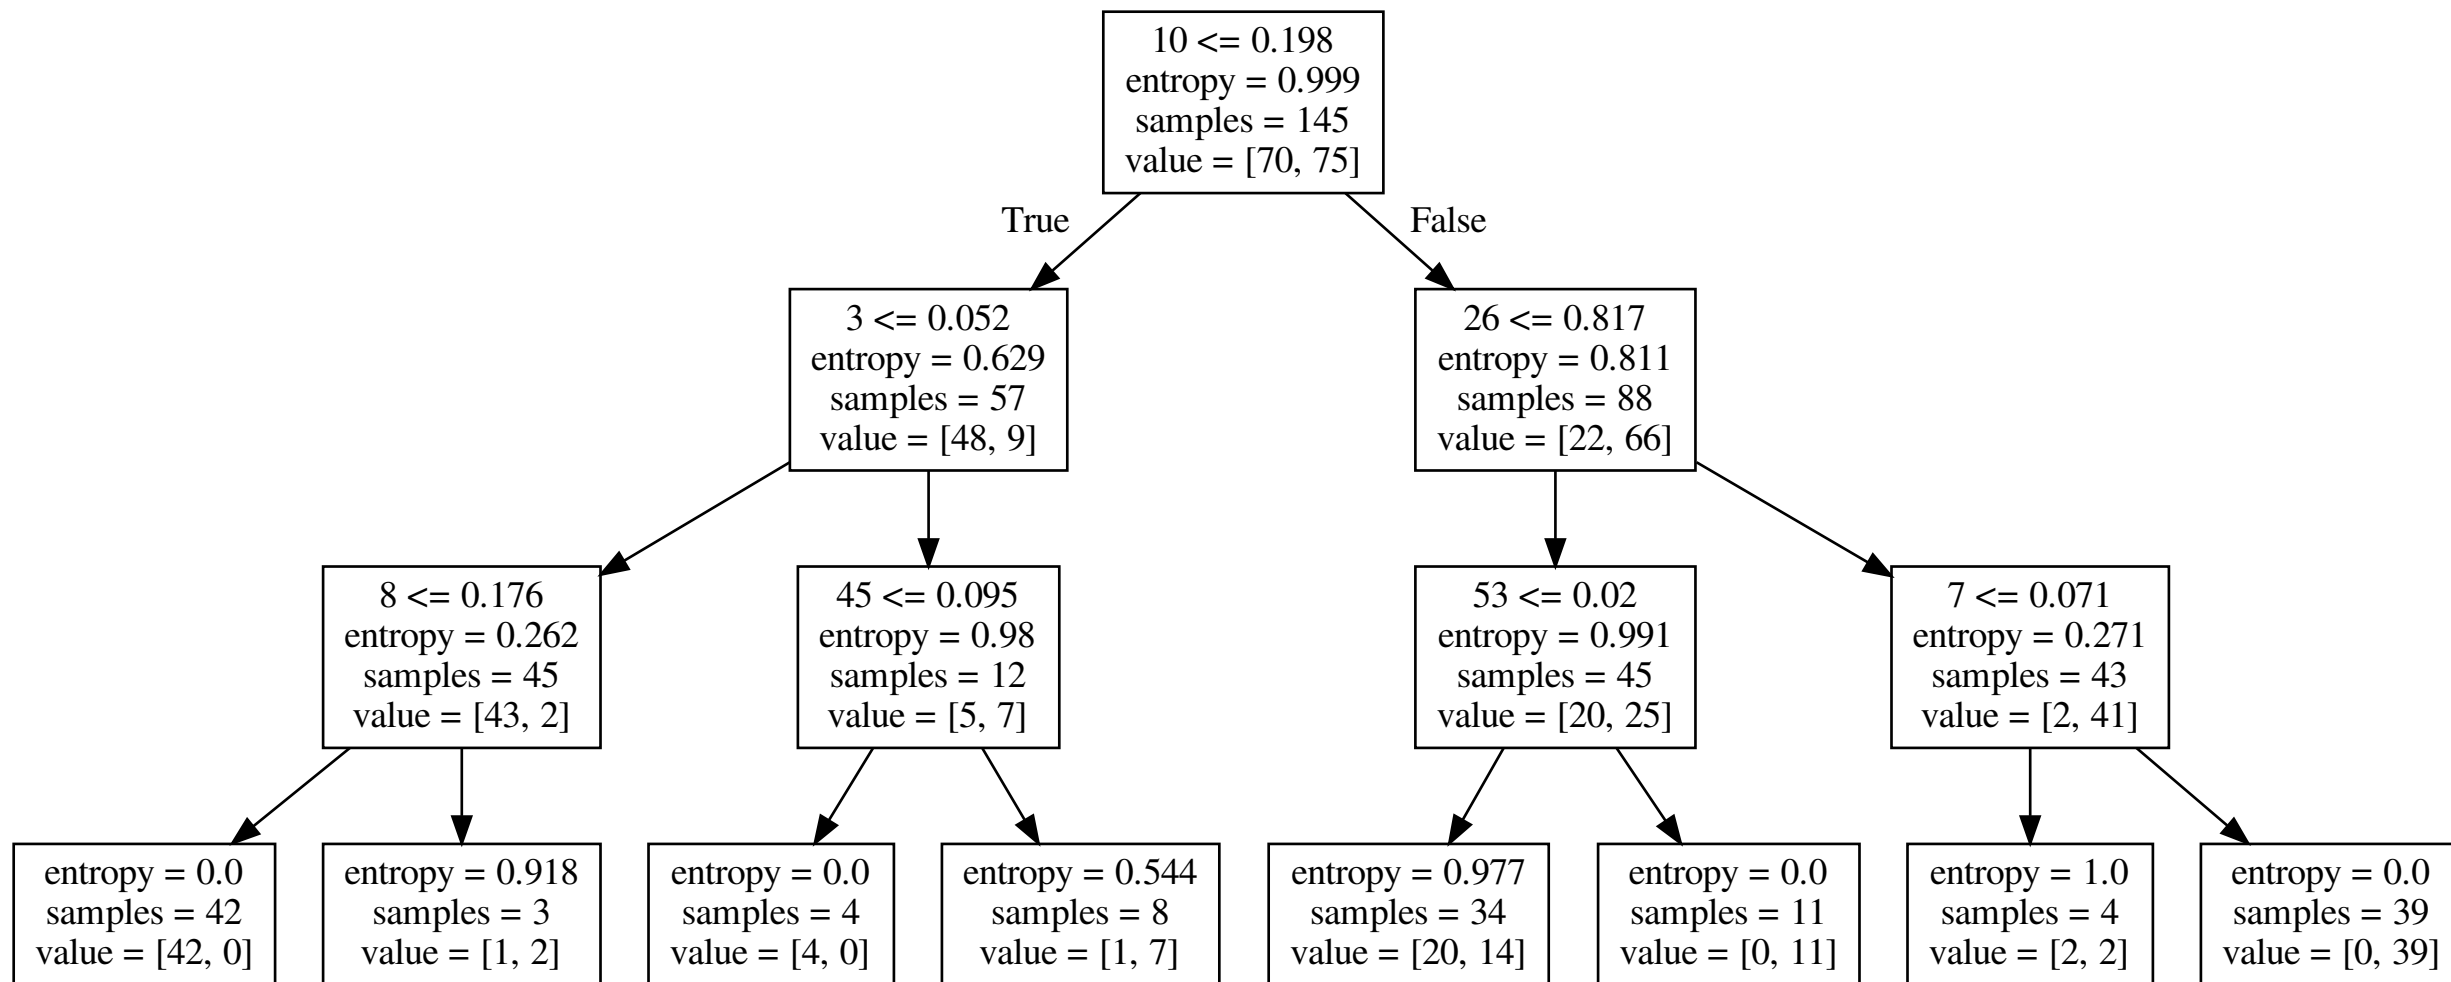 10 <= 0.198
entropy = 0.999
samples = 145
value = [70, 75]
True
False
3 <= 0.052
entropy = 0.629
samples = 57
value = [48, 9]
26 <= 0.817
entropy = 0.811
samples = 88
value = [22, 66]
8 <= 0.176
entropy = 0.262
samples = 45
value = [43, 2]
45 <= 0.095
entropy = 0.98
samples = 12
value = [5, 7]
53 <= 0.02
entropy = 0.991
samples = 45
value = [20, 25]
7 <= 0.071
entropy = 0.271
samples = 43
value = [2, 41]
entropy = 0.0
samples = 42
value = [42, 0]
entropy = 0.918
samples = 3
value = [1, 2]
entropy = 0.0
samples = 4
value = [4, 0]
entropy = 0.544
samples = 8
value = [1, 7]
entropy = 0.977
samples = 34
value = [20, 14]
entropy = 0.0
samples = 11
value = [0, 11]
entropy = 1.0
samples = 4
value = [2, 2]
entropy = 0.0
samples = 39
value = [0, 39]